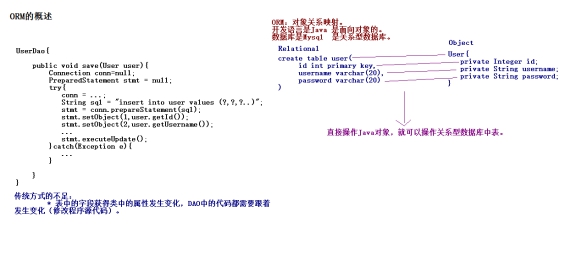 ORM的概述
UserDao{
public void save(User user){
Connection conn=null;
PreparedStatement stmt = null;
try{
conn = ...;
String sql = "insert into user values (?,?,?..)";
stmt = conn.prepareStatement(sql);
stmt.setObject(1,user.getId());
stmt.setObject(2,user.getUsername());
...
stmt.executeUpdate();
}catch(Exception e){
...
}
}
}
传统方式的不足,
* 表中的字段获得类中的属性发生变化，DAO中的代码都需要跟着
发生变化（修改程序源代码）。
ORM：对象关系映射。
开发语言是Java 是面向对象的。
数据库是Mysql 是关系型数据库。
Relational
create table user(
id int primary key,
username varchar(20),
password varchar(20)
)
Object
User{
private Integer id;
private String username;
private String password;
}
直接操作Java对象，就可以操作关系型数据库中表。